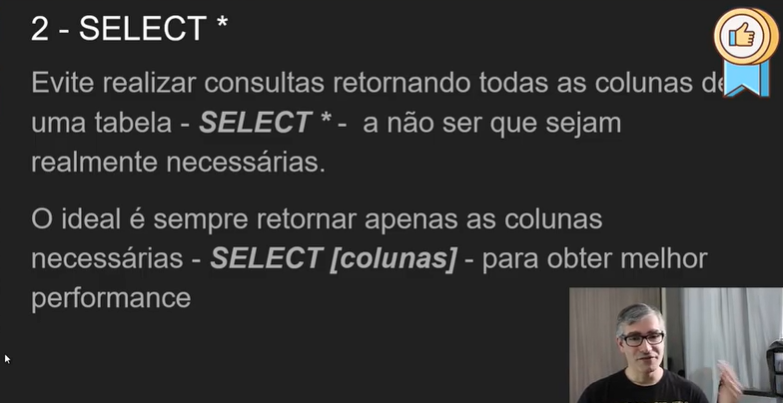 2 - SELECT *
Evite realizar consultas retornando todas as colunas de
uma tabela - SELECT * - a não ser que sejam
realmente necessárias.
O ideal é sempre retornar apenas as colunas
necessárias - SELECT [colunas] - para obter melhor
performance